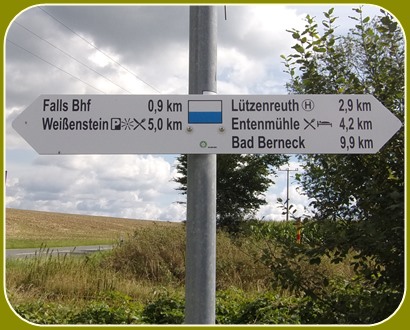 Falls Bhf 0,9 km
Weißenstein P 5,0 km
Lützenreuth H 2,9 km
Entenmühle 4,2 km
Bad Berneck 9,9 km